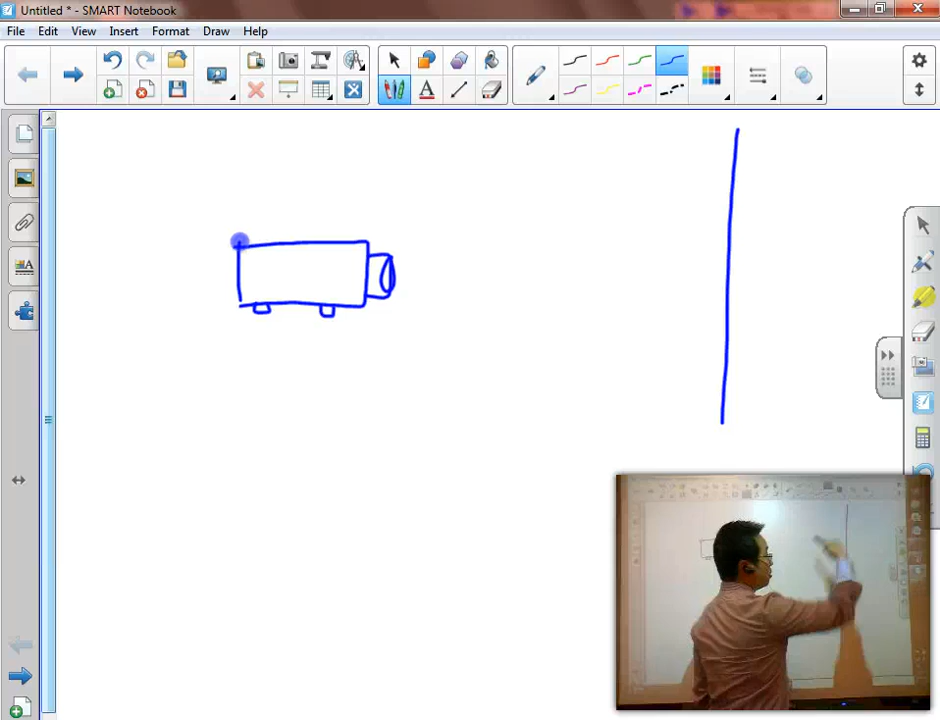 Untitled * - SMART Notebook
File Edit View Insert Format Draw Help
A
A